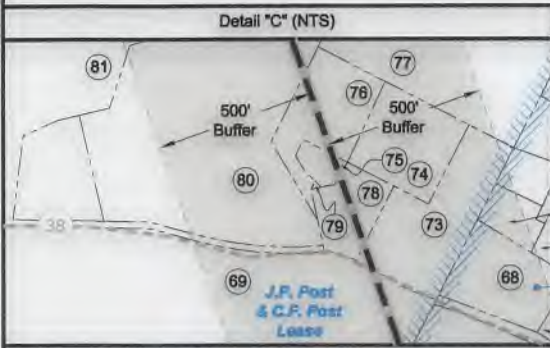 Detail "C" (NTS)
81
77
76
500'
Buffer
500'
Buffer
75
74
80
78
79
73
38
69
68
J.P. Post
& C.F. Post
Lease